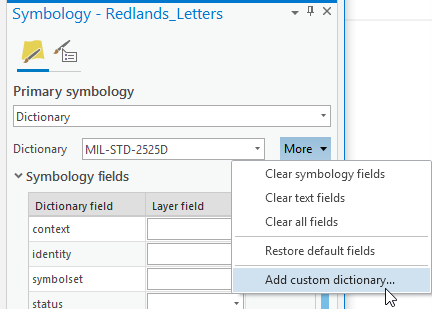 Symbology - Redlands_Letters
Primary symbology
Dictionary
Dictionary MIL-STD-2525D More
Symbology fields
Clear symbology fields
Clear text fields
Clear all fields
Restore default fields
Add custom dictionary...
Dictionary field Layer field
context
identity
symbolset
status